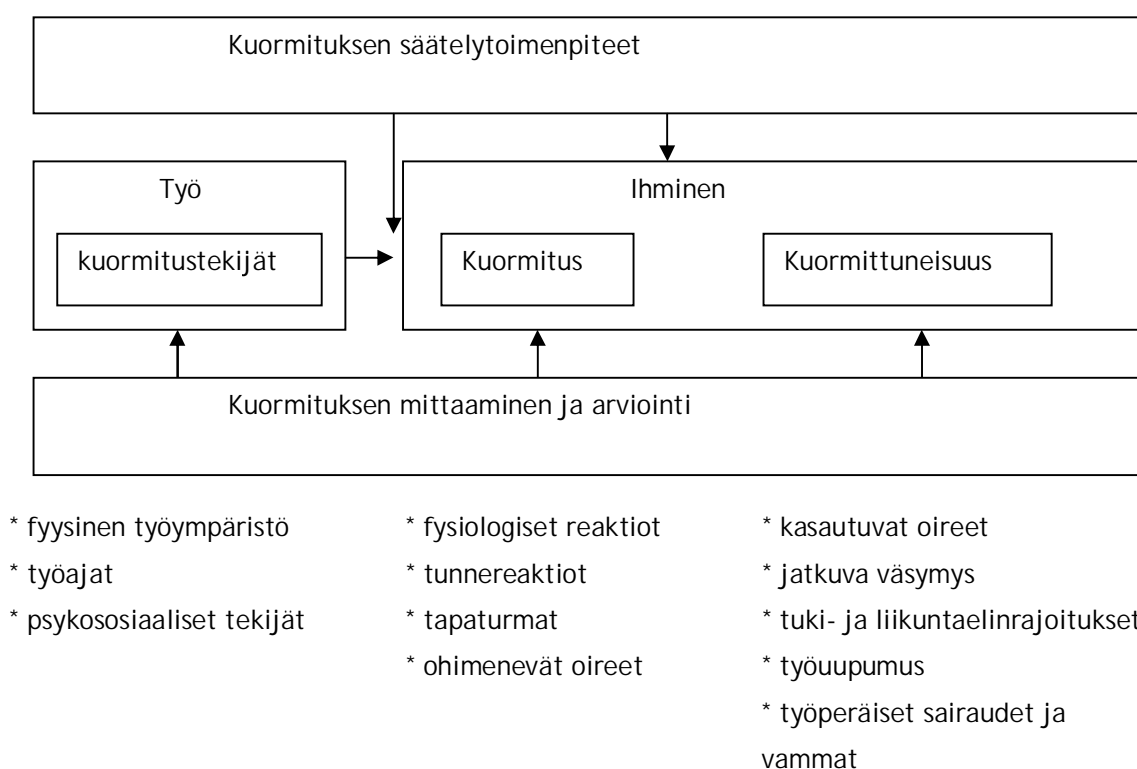 Kuormituksen säätelytoimenpiteet
Työ
Ihminen
kuormitustekijät
Kuormitus
Kuormittuneisuus
Kuormituksen mittaaminen ja arviointi
* fyysinen työympäristö
* työajat
* psykososiaaliset tekijät
* fysiologiset reaktiot
* tunnereaktiot
* tapaturmat
* ohimenevät oireet
* kasautuvat oireet
* jatkuva väsymys
* tuki- ja liikuntaelinrajoitukset
* työuupumus
* työperäiset sairaudet ja
vammat